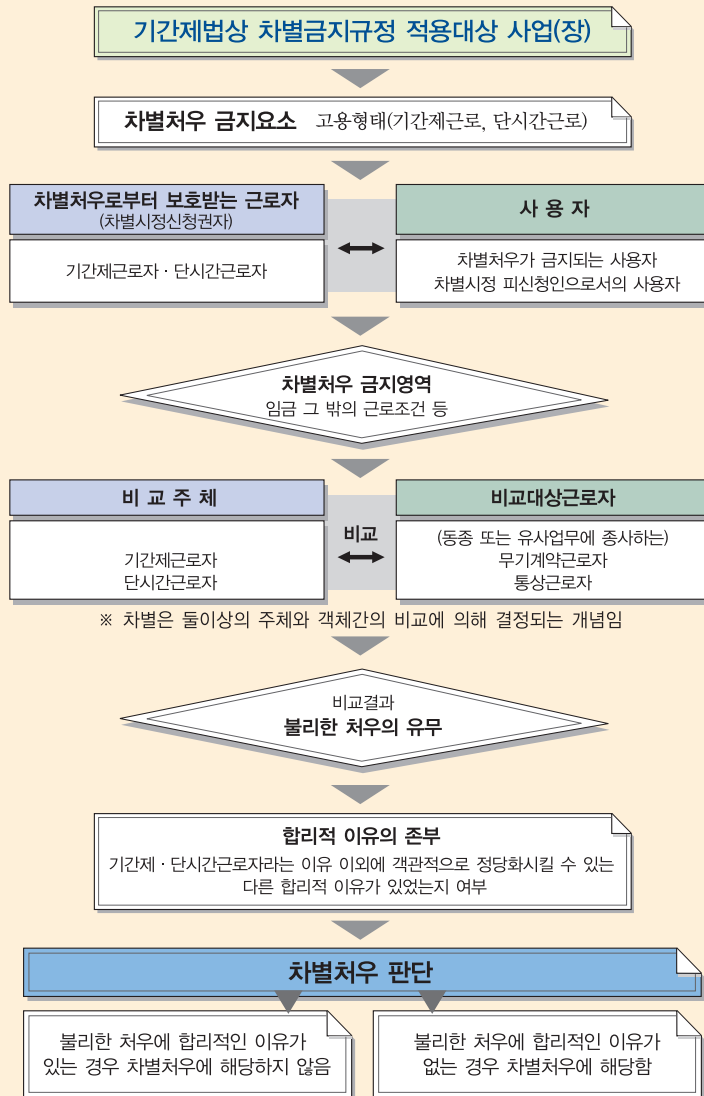 기간제법상 차별금지규정 적용대상 사업(장)
차별처우 금지요소 고용형태(기간제근로, 단시간근로)
차별처우로부터 보호받는 근로자
(차별시정신청권자)
기간제근로자 · 단시간근로자
사 용 자
차별처우가 금지되는 사용자
차별시정 피신청인으로서의 사용자
차별처우 금지영역
임금 그 밖의 근로조건 등
비 교 주 체
기간제근로자
단시간근로자
비교
비교대상근로자
(동종 또는 유사업무에 종사하는)
무기계약근로자
통상근로자
※ 차별은 둘이상의 주체와 객체간의 비교에 의해 결정되는 개념임
비교결과
불리한 처우의 유무
합리적 이유의 존부
기간제 · 단시간근로자라는 이유 이외에 객관적으로 정당화시킬 수 있는
다른 합리적 이유가 있었는지 여부
차별처우 판단
불리한 처우에 합리적인 이유가
있는 경우 차별처우에 해당하지 않음
불리한 처우에 합리적인 이유가
없는 경우 차별처우에 해당함